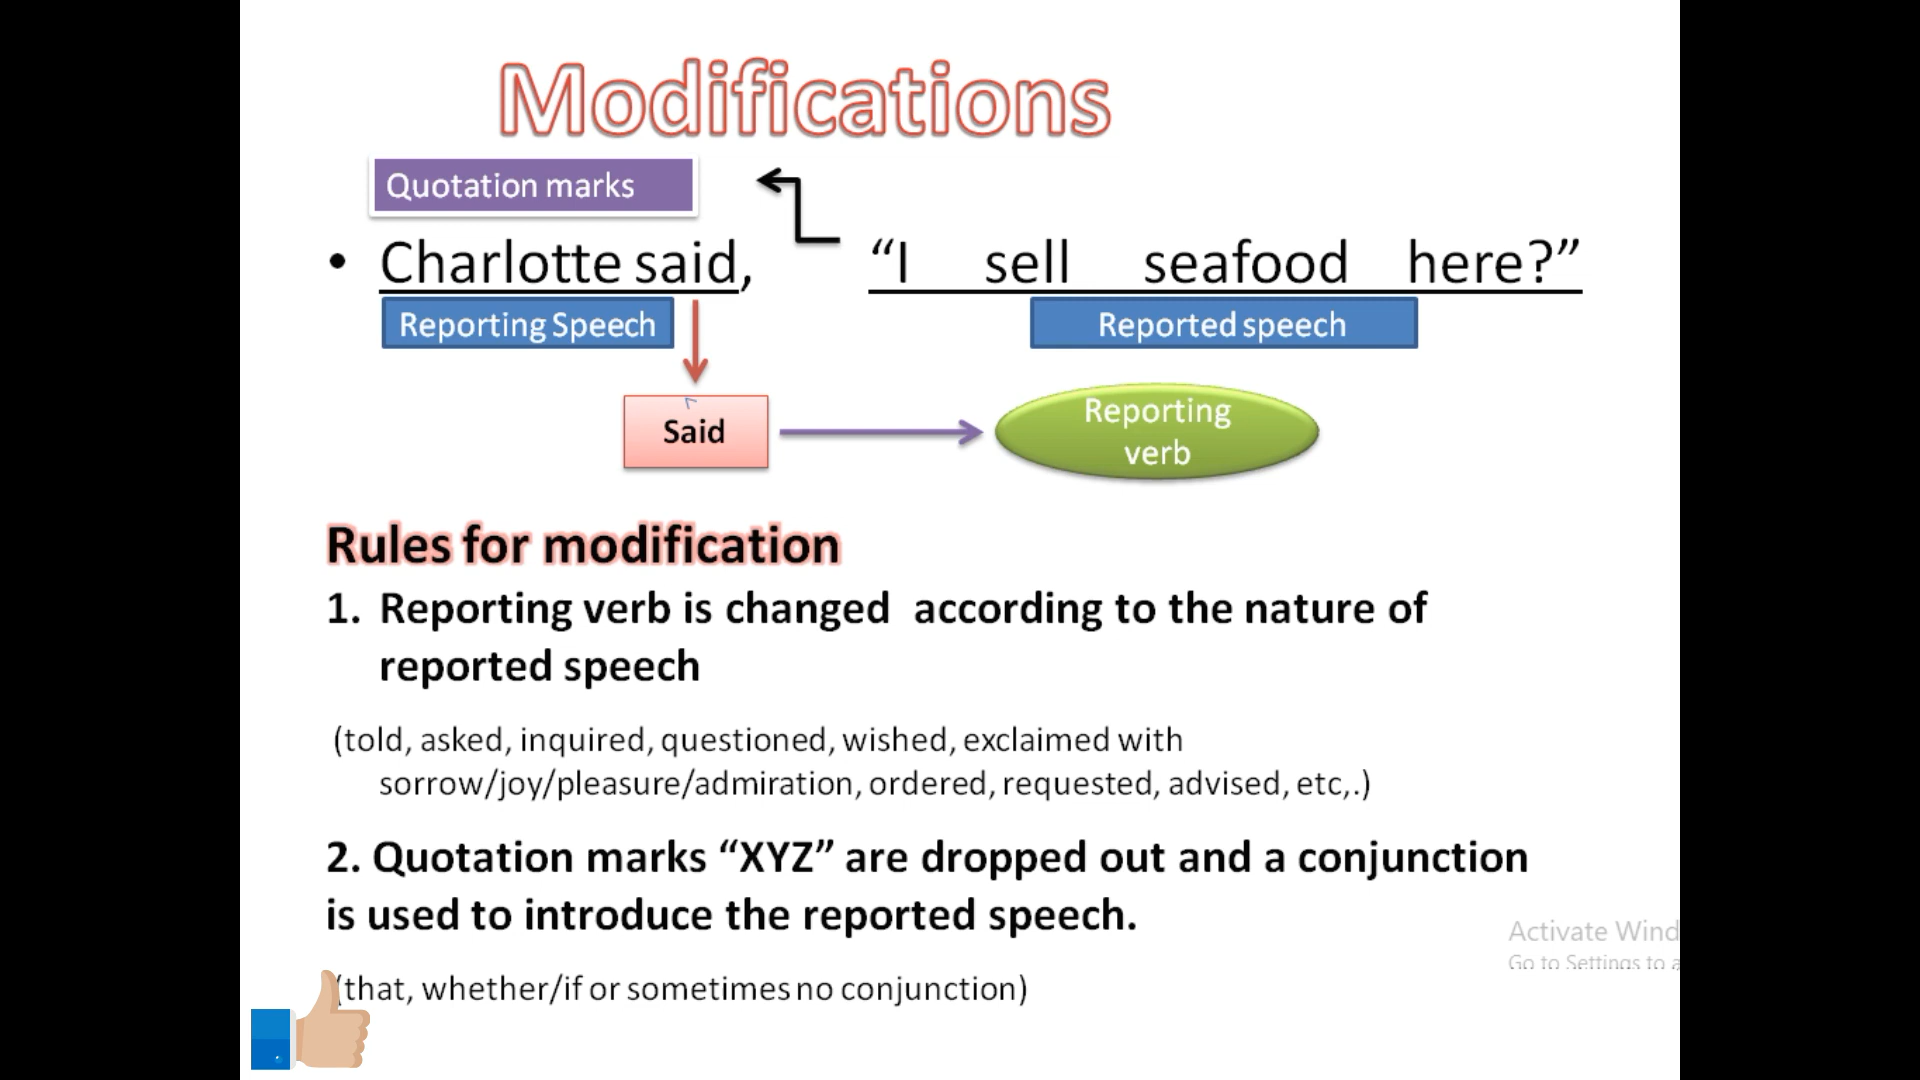 Modifications
Quotation marks
• Charlotte said, “I sell seafood here?”
Reporting Speech
Reported speech
Said
Reporting
verb
Rules for modification
1. Reporting verb is changed according to the nature of
reported speech
(told, asked, inquired, questioned, wished, exclaimed with
sorrow/joy/pleasure/admiration, ordered, requested, advised, etc,.)
2. Quotation marks “XYZ” are dropped out and a conjunction
is used to introduce the reported speech.
(that, whether/if or sometimes no conjunction)
Activate Wind
Go to Settings to a